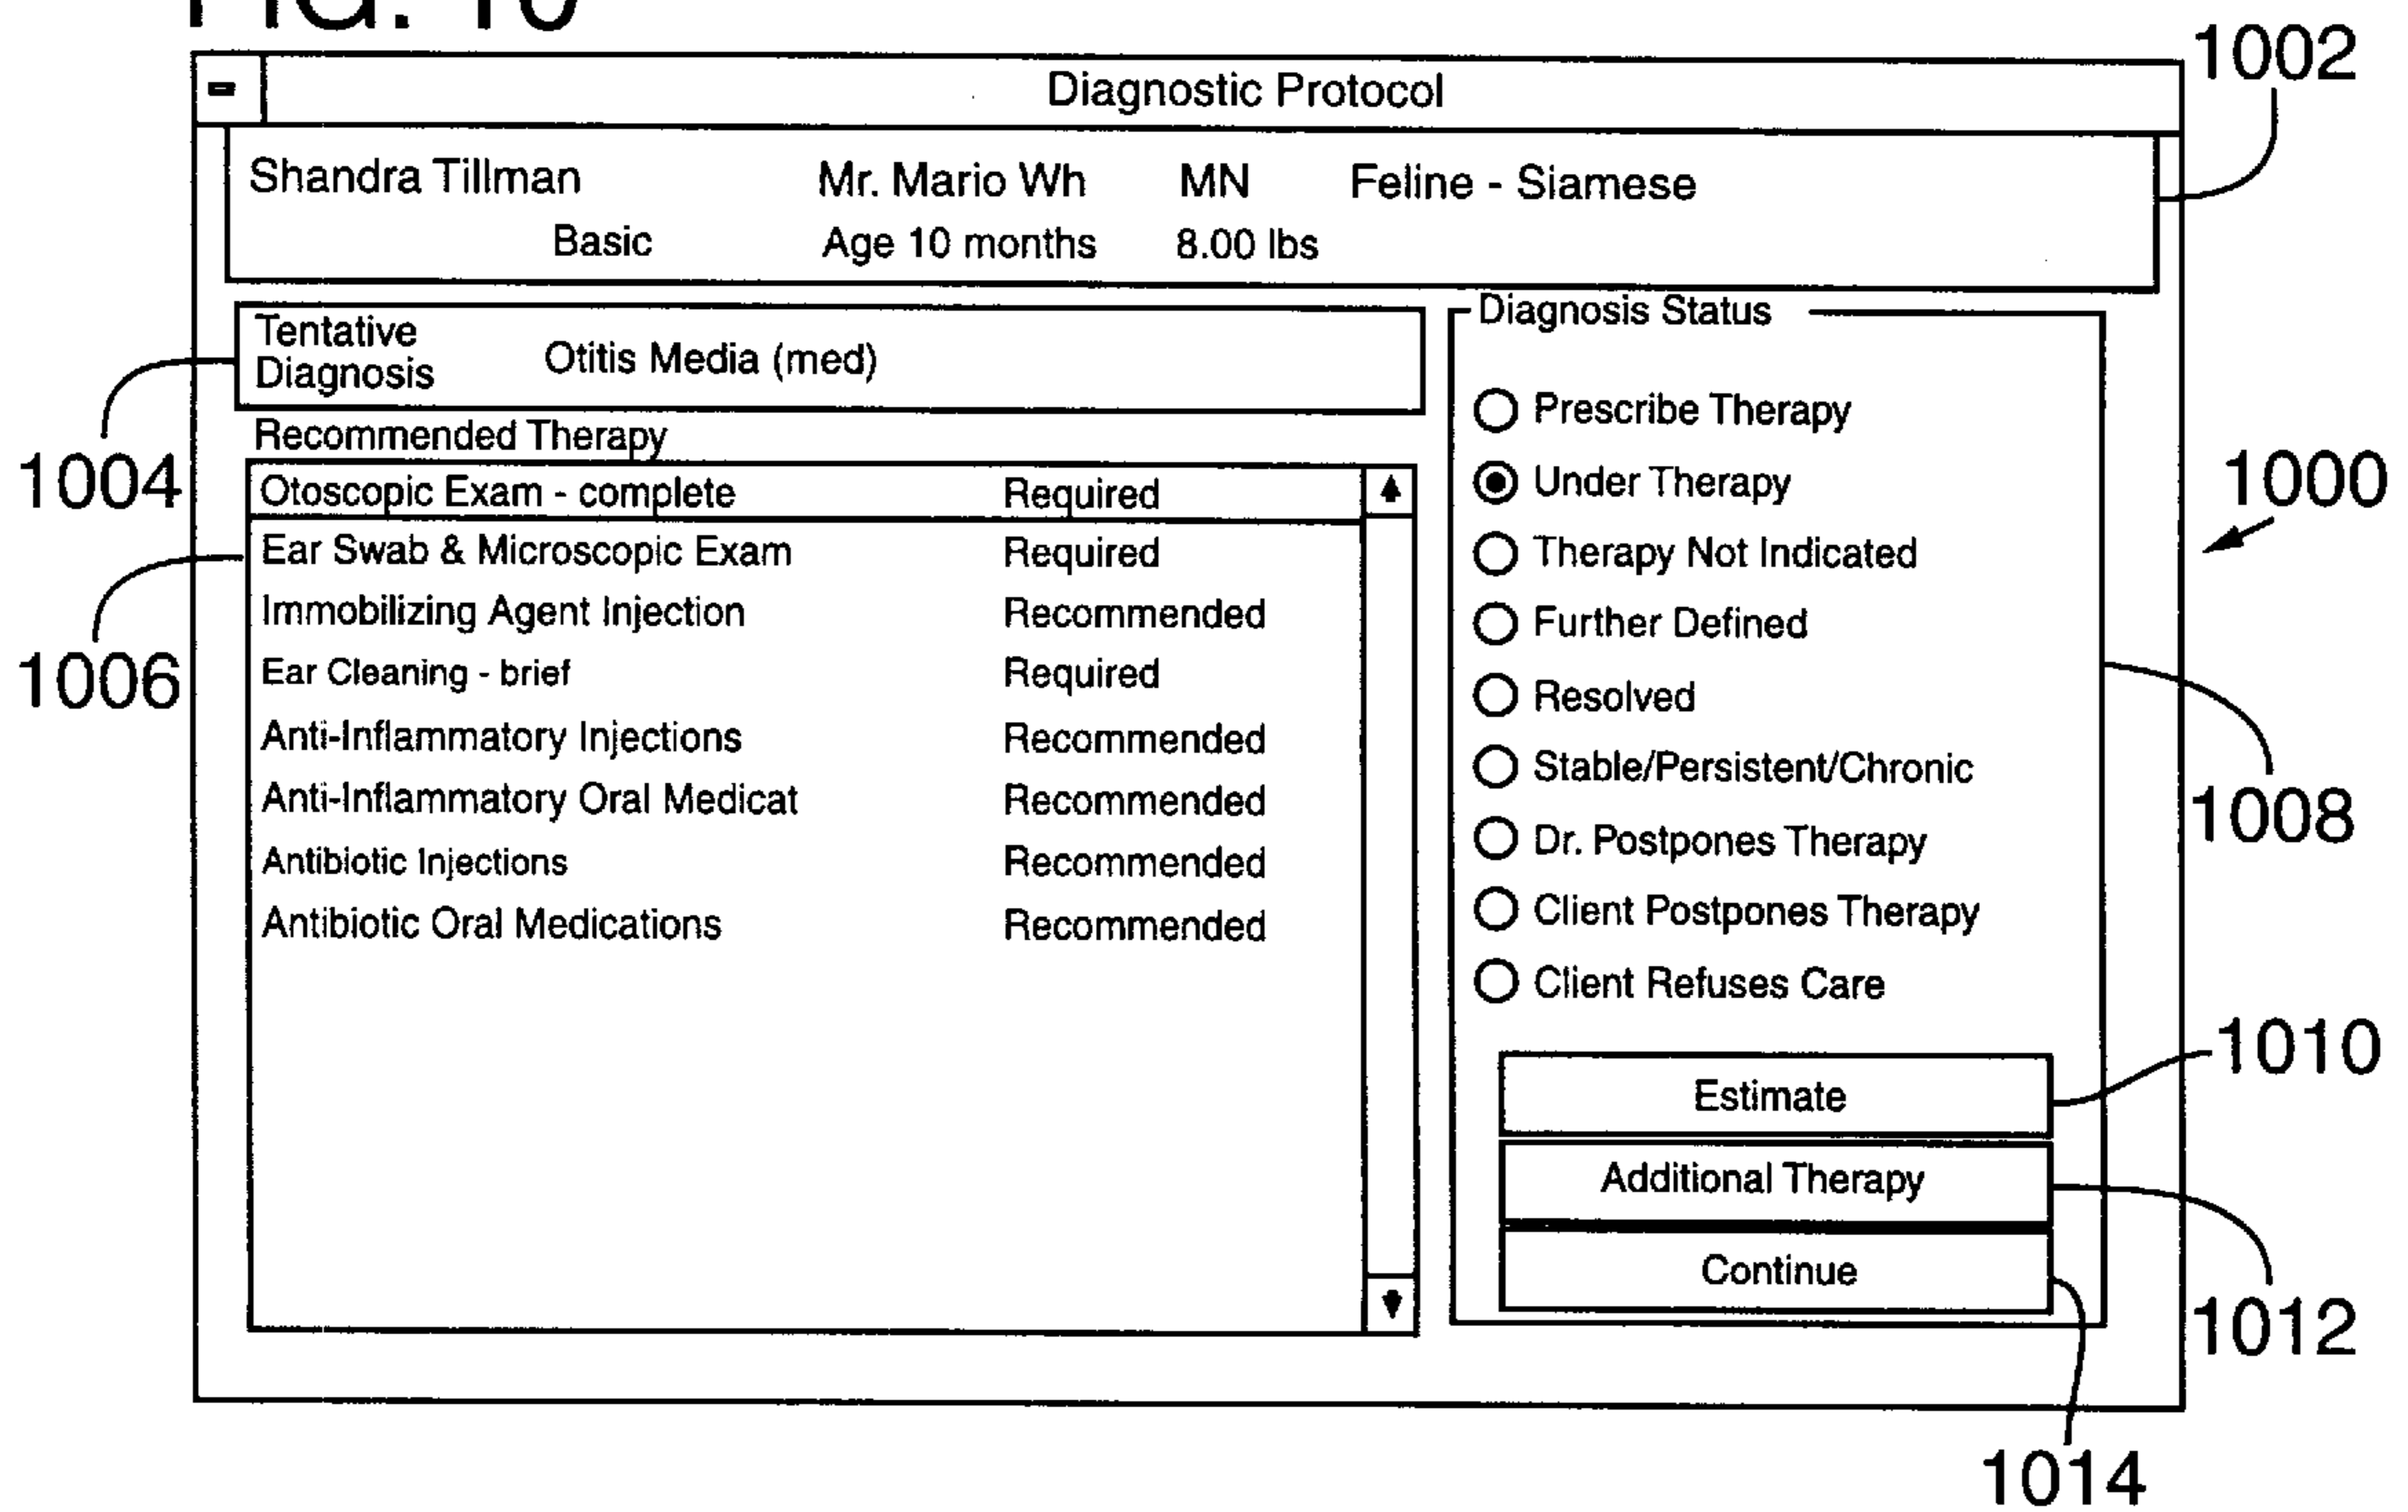 FIG. 10
1002
Diagnostic Protocol
Shandra Tillman Mr. Mario Wh MN Feline - Siamese
Basic Age 10 months 8.00 lbs
Tentative
Diagnosis
Otitis Media (med)
1004
Recommended Therapy
Otoscopic Exam - complete Required
Ear Swab & Microscopic Exam Required
Immobilizing Agent Injection Recommended
Ear Cleaning - brief Required
Anti-Inflammatory Injections Recommended
Anti-Inflammatory Oral Medicat Recommended
Antibiotic Injections Recommended
Antibiotic Oral Medications Recommended
1006
Diagnosis Status
Prescribe Therapy
Under Therapy
Therapy Not Indicated
Further Defined
Resolved
Stable/Persistent/Chronic
Dr. Postpones Therapy
Client Postpones Therapy
Client Refuses Care
1000
1008
Estimate
1010
Additional Therapy
1012
Continue
1014